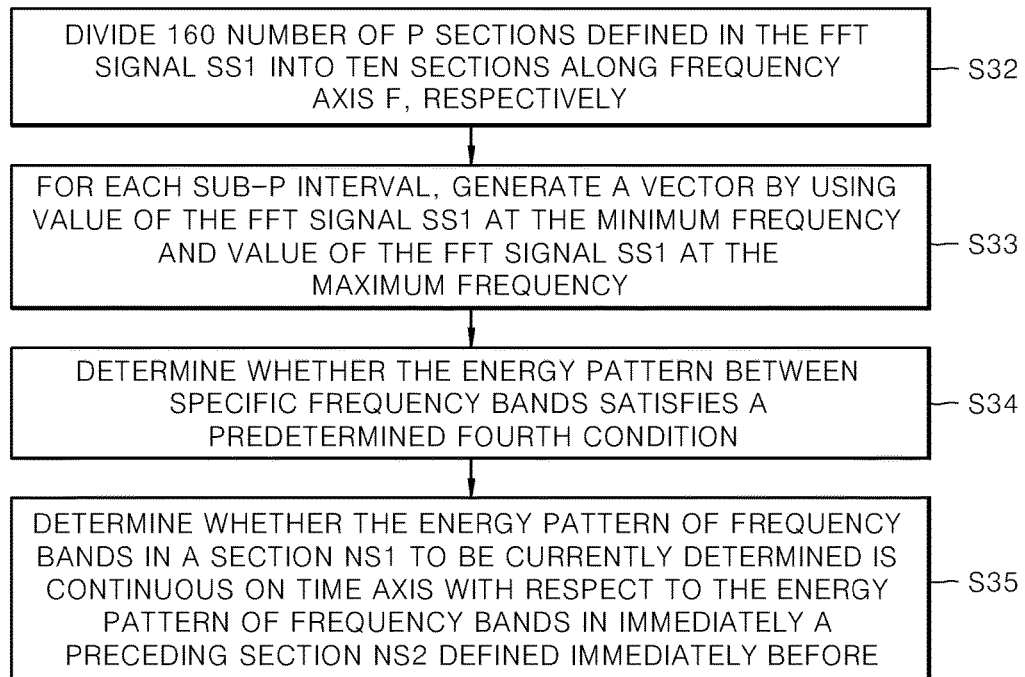 DIVIDE 160 NUMBER OF P SECTIONS DEFINED IN THE FFT
SIGNAL SS1 INTO TEN SECTIONS ALONG FREQUENCY
AXIS F, RESPECTIVELY
S32
FOR EACH SUB-P INTERVAL, GENERATE A VECTOR BY USING
VALUE OF THE FFT SIGNAL SS1 AT THE MINIMUM FREQUENCY
AND VALUE OF THE FFT SIGNAL SS1 AT THE
MAXIMUM FREQUENCY
S33
DETERMINE WHETHER THE ENERGY PATTERN BETWEEN
SPECIFIC FREQUENCY BANDS SATISFIES A
PREDETERMINED FOURTH CONDITION
S34
DETERMINE WHETHER THE ENERGY PATTERN OF FREQUENCY
BANDS IN A SECTION NS1 TO BE CURRENTLY DETERMINED IS
CONTINUOUS ON TIME AXIS WITH RESPECT TO THE ENERGY
PATTERN OF FREQUENCY BANDS IN IMMEDIATELY A
PRECEDING SECTION NS2 DEFINED IMMEDIATELY BEFORE
S35